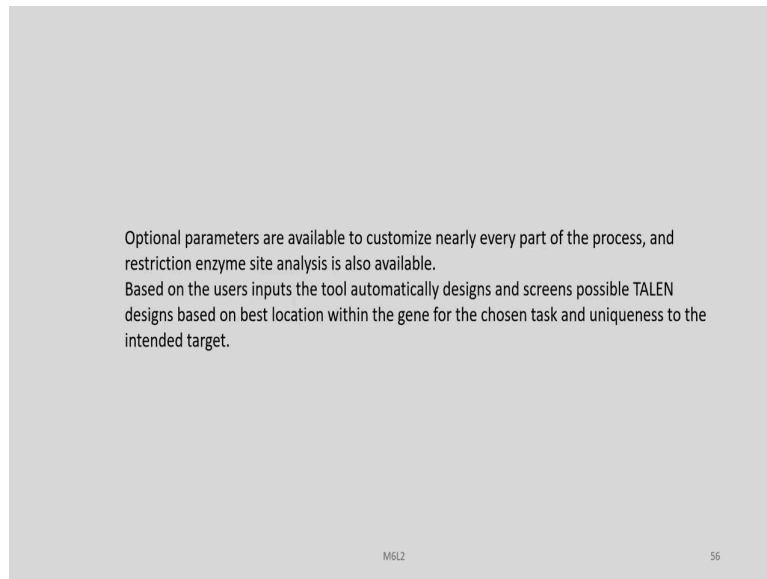 Optional parameters are available to customize nearly every part of the process, and
restriction enzyme site analysis is also available.
Based on the users inputs the tool automatically designs and screens possible TALEN
designs based on best location within the gene for the chosen task and uniqueness to the
intended target.
M6L2
56